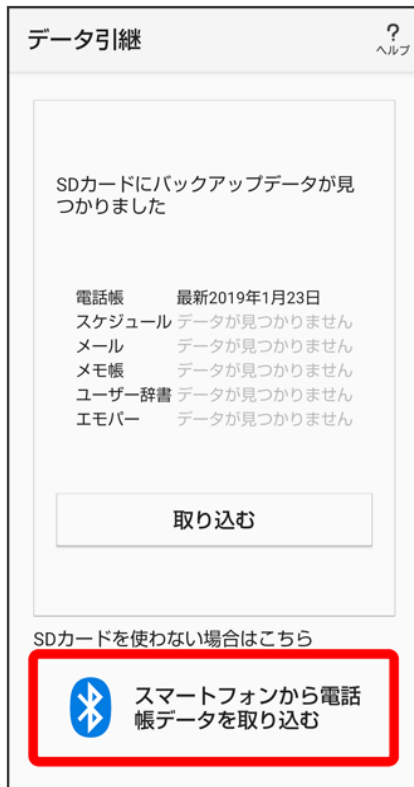 データ引継
?
ヘルプ
SDカードにバックアップデータが見
つかりました
電話帳 最新2019年1月23日
スケジュール データが見つかりません
メール データが見つかりません
メモ帳 データが見つかりません
ユーザー辞書 データが見つかりません
エモパー データが見つかりません
取り込む
SDカードを使わない場合はこちら
スマートフォンから電話
帳データを取り込む